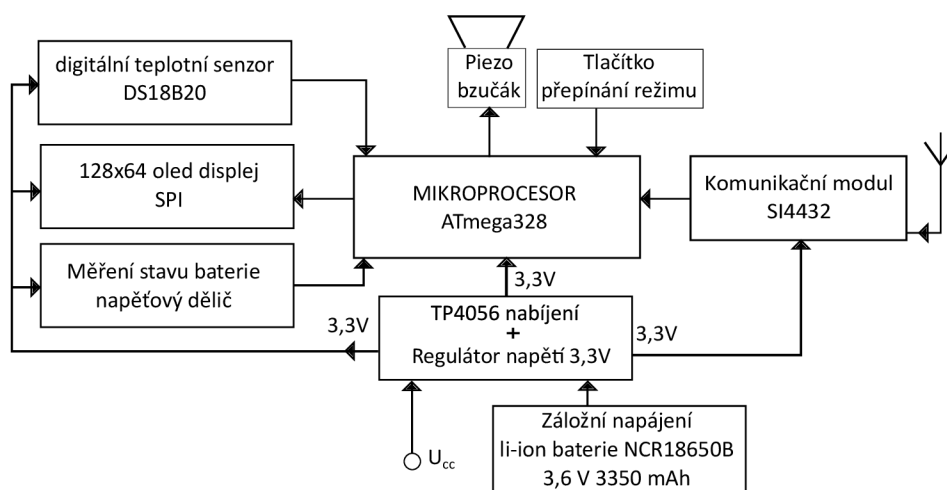 digitální teplotní senzor
DS18B20
Piezo
bzučák
Tlačítko
přepínání režimu
128x64 oled displej
SPI
MIKROPROCESOR
ATmega328
Komunikační modul
SI4432
Měření stavu baterie
napěťový dělič
3,3V
3,3V
TP4056 nabíjení
+
Regulátor napětí 3,3V
3,3V
Ucc
Záložní napájení
li-ion baterie NCR18650B
3,6 V 3350 mAh